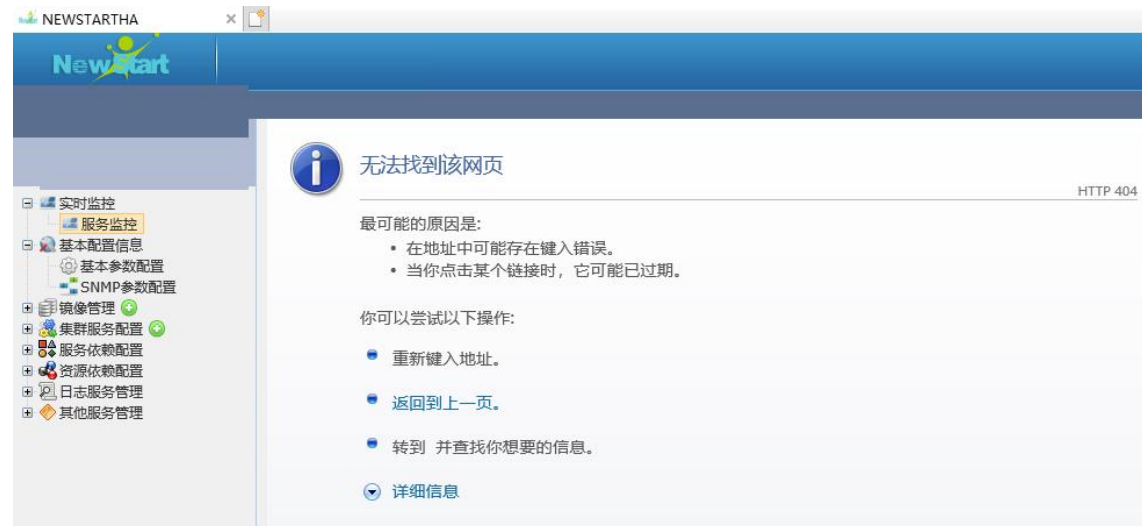 NEWSTARTHA
NewStart
实时监控
服务监控
基本配置信息
基本参数配置
SNMP参数配置
镜像管理
集群服务配置
服务依赖配置
资源依赖配置
日志服务管理
其他服务管理
无法找到该网页
HTTP 404
最可能的原因是:
• 在地址中可能存在键入错误。
• 当你点击某个链接时，它可能已过期。
你可以尝试以下操作:
重新键入地址。
返回到上一页。
转到 并查找你想要的信息。
详细信息